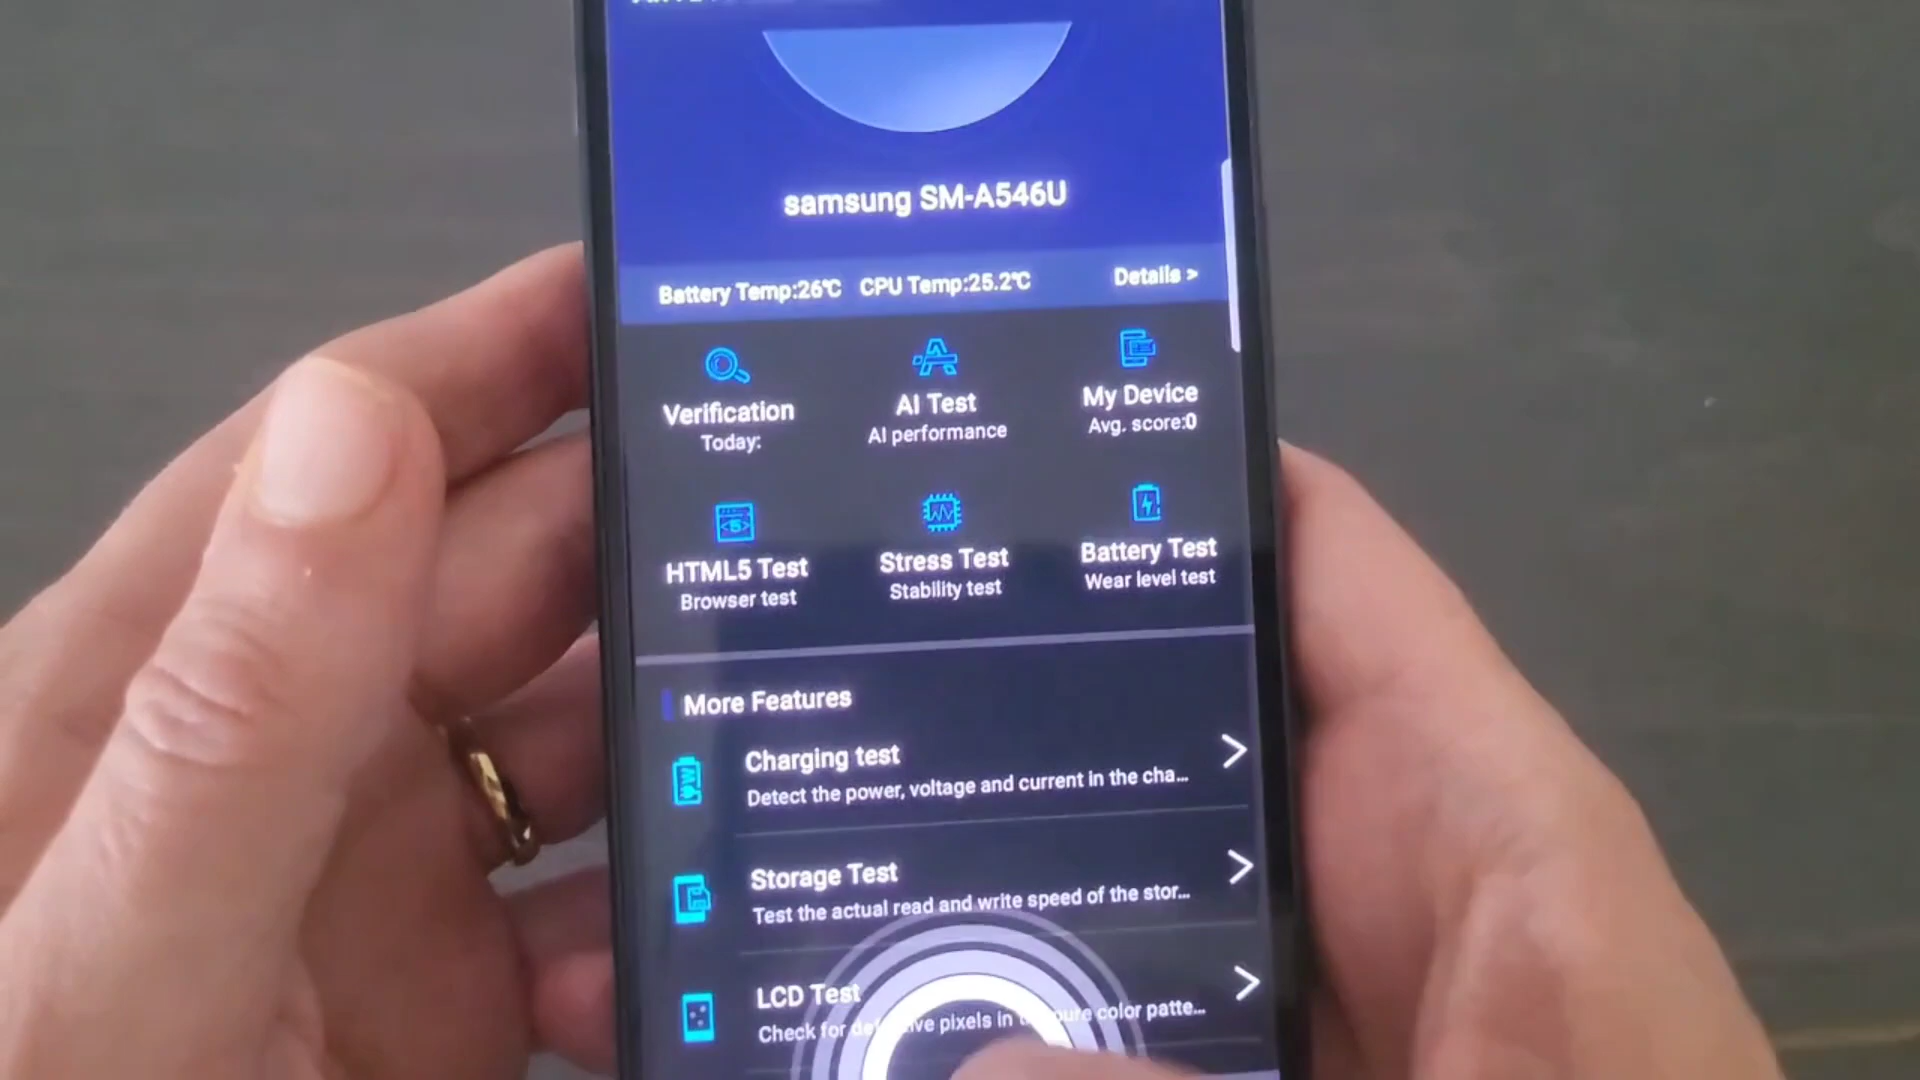 samsung SM-A546U
Battery Temp:26℃ CPU Temp:25.2℃ Details >
Verification
Today:
AI Test
AI performance
My Device
Avg. score:0
HTML5 Test
Browser test
Stress Test
Stability test
Battery Test
Wear level test
More Features
Charging test
Detect the power, voltage and current in the cha...
Storage Test
Test the actual read and write speed of the stor...
LCD Test
Check for pixels in color patte...